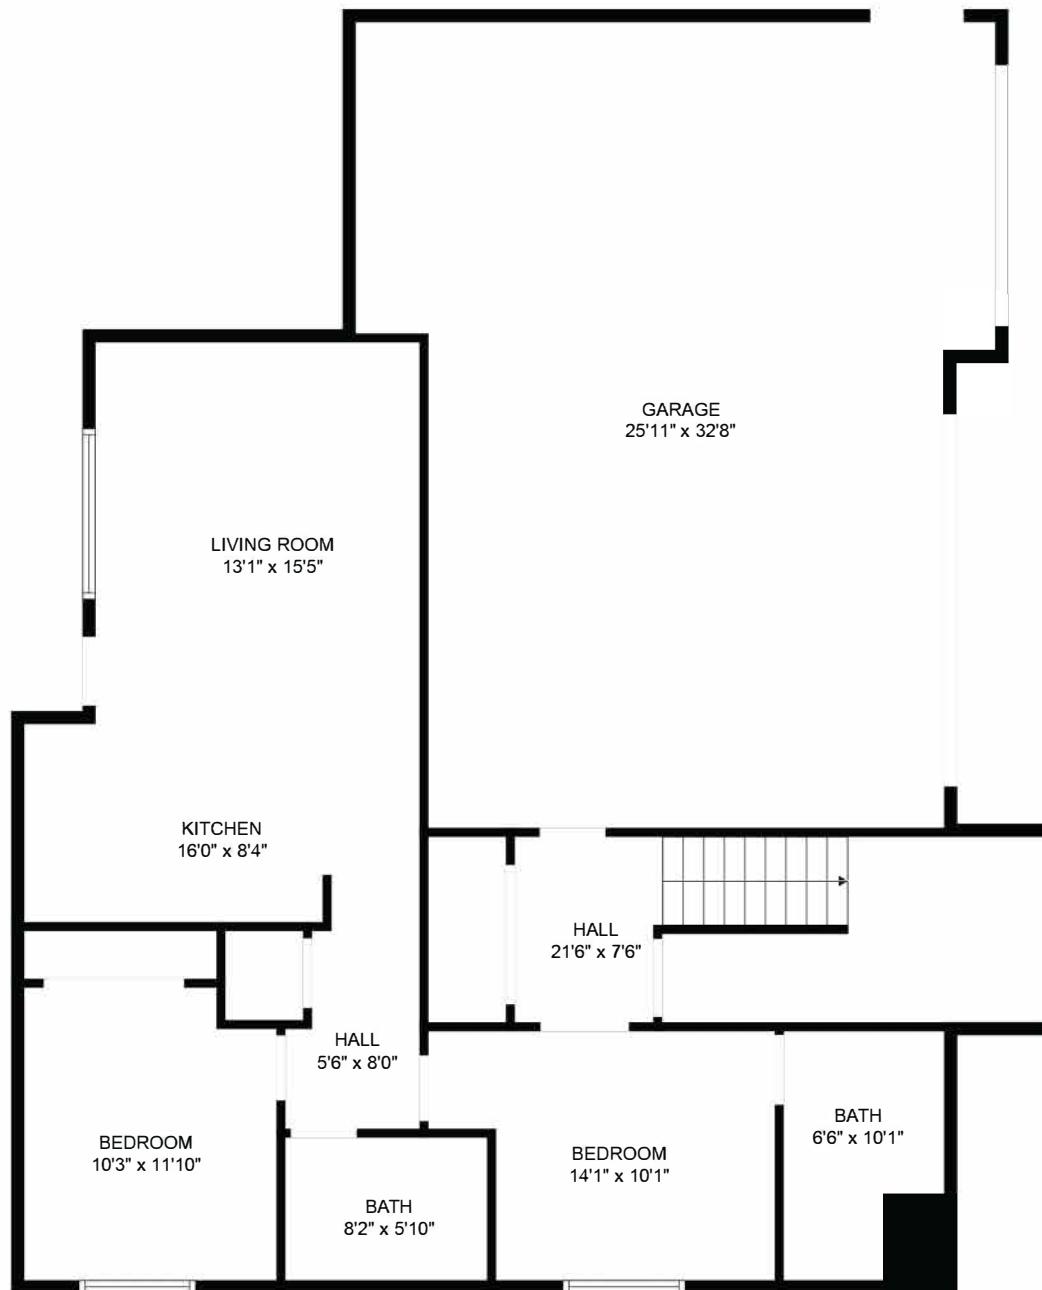 GARAGE
25'11" x 32'8"
LIVING ROOM
13'1" x 15'5"
KITCHEN
16'0" x 8'4"
HALL
21'6" x 7'6"
HALL
5'6" x 8'0"
BEDROOM
10'3" x 11'10"
BATH
8'2" x 5'10"
BEDROOM
14'1" x 10'1"
BATH
6'6" x 10'1"